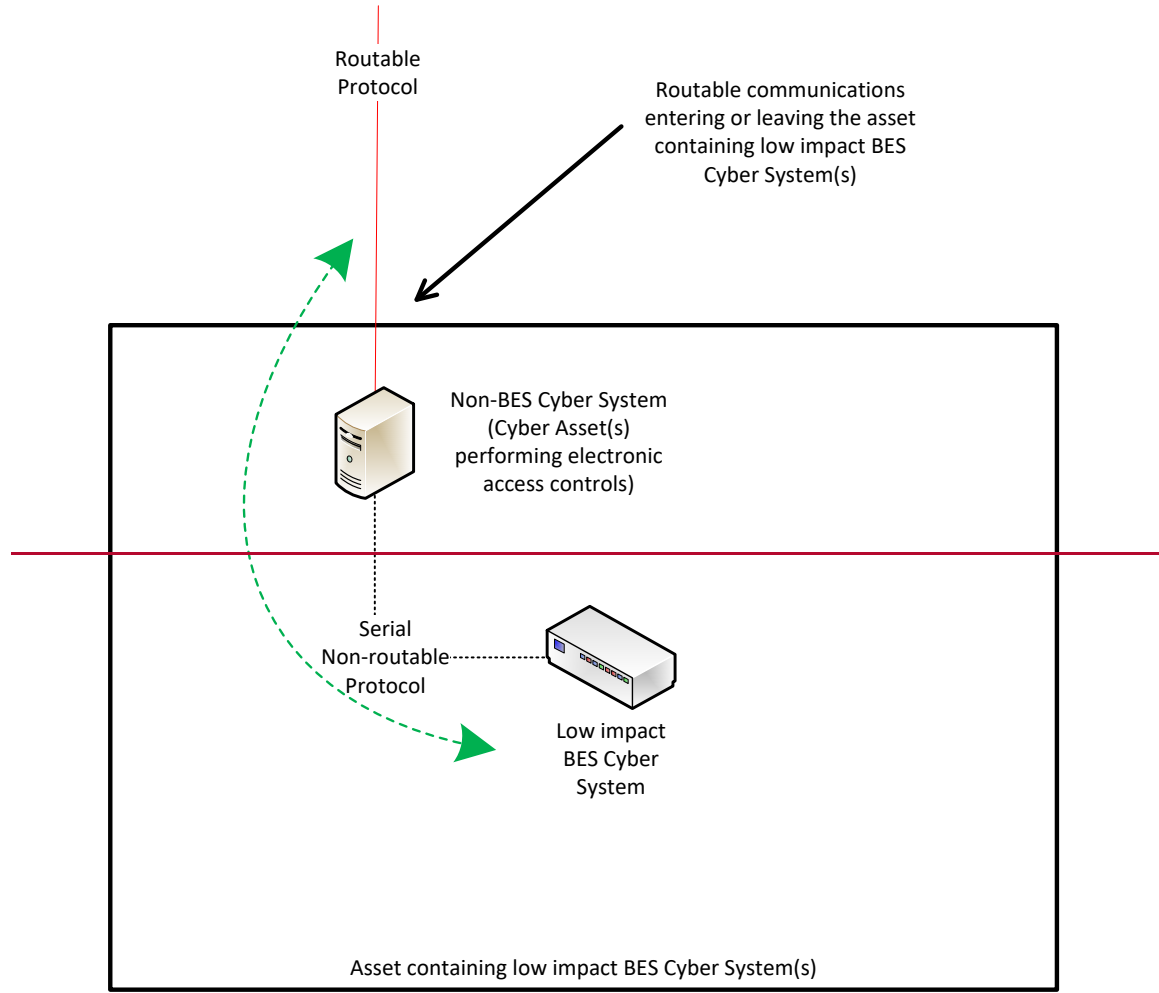 Routable
Protocol
Routable communications
entering or leaving the asset
containing low impact BES
Cyber System(s)
Non-BES Cyber System
(Cyber Asset(s)
performing electronic
access controls)
Serial
Non-routable
Protocol
Low impact
BES Cyber
System
Asset containing low impact BES Cyber System(s)